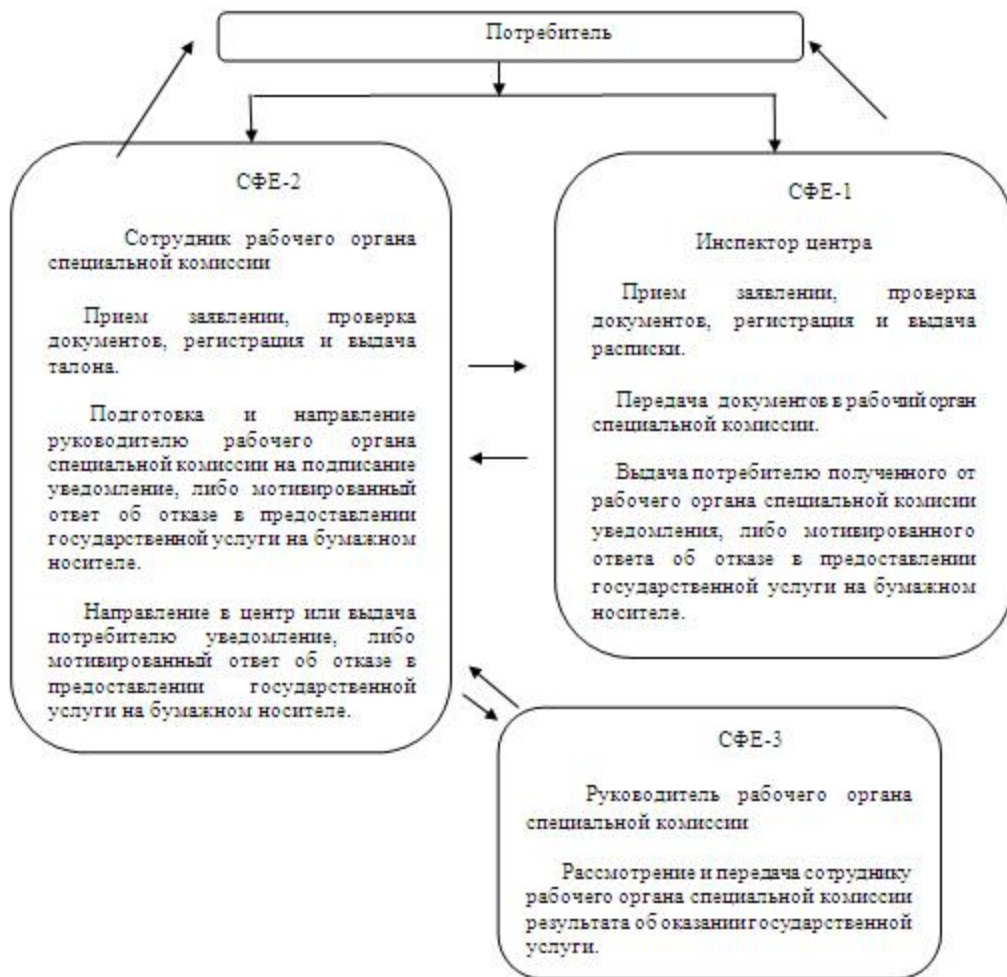 Потребитель
СФЕ-2
Сотрудник рабочего органа
специальной комиссии
Прием заявлении, проверка
документов, регистрация и выдача
талона.
Подготовка и направление
руководителю рабочего органа
специальной комиссии на подписание
уведомление, либо мотивированный
ответ об отказе в предоставлении
государственной услуги на бумажном
носителе.
Направление в центр или выдача
потребителю уведомление, либо
мотивированный ответ об отказе в
предоставлении государственной
услуги на бумажном носителе.
СФЕ-1
Инспектор центра
Прием заявлении, проверка
документов, регистрация и выдача
расписки.
Передача документов в рабочий орган
специальной комиссии.
Выдача потребителю полученного от
рабочего органа специальной комисии
уведомления, либо мотивированного
ответа об отказе в предоставлении
государственной услуги на бумажном
носителе.
СФЕ-3
Руководитель рабочего органа
специальной комиссии
Рассмотрение и передача сотруднику
рабочего органа специальной комиссии
результата об оказании государственной
услуги.